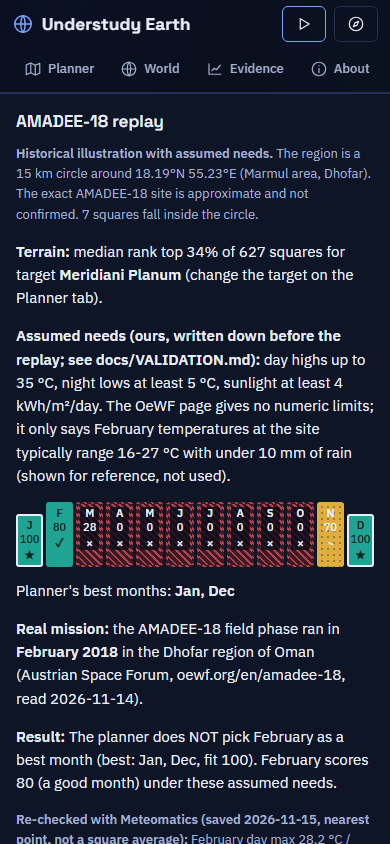 Understudy Earth
Planner World Evidence About
AMADEE-18 replay
Historical illustration with assumed needs. The region is a
15 km circle around 18.19°N 55.23°E (Marmul area, Dhofar).
The exact AMADEE-18 site is approximate and not
confirmed. 7 squares fall inside the circle.
Terrain: median rank top 34% of 627 squares for
target Meridiani Planum (change the target on the
Planner tab).
Assumed needs (ours, written down before the
replay; see docs/VALIDATION.md): day highs up to
35 °C, night lows at least 5 °C, sunlight at least 4
kWh/m²/day. The OeWF page gives no numeric limits;
it only says February temperatures at the site
typically range 16-27 °C with under 10 mm of rain
(shown for reference, not used).
J F M A M J J A S O N D
100 80 28 0 0 0 0 0 0 0 70 100
★ ✓ × × × × × × × × ~ ★
Planner's best months: Jan, Dec
Real mission: the AMADEE-18 field phase ran in
February 2018 in the Dhofar region of Oman
(Austrian Space Forum, oewf.org/en/amadee-18,
read 2026-11-14).
Result: The planner does NOT pick February as a
best month (best: Jan, Dec, fit 100). February scores
80 (a good month) under these assumed needs.
Re-checked with Meteomatics (saved 2026-11-15, nearest
point, not a square average): February day max 28.2 °C /